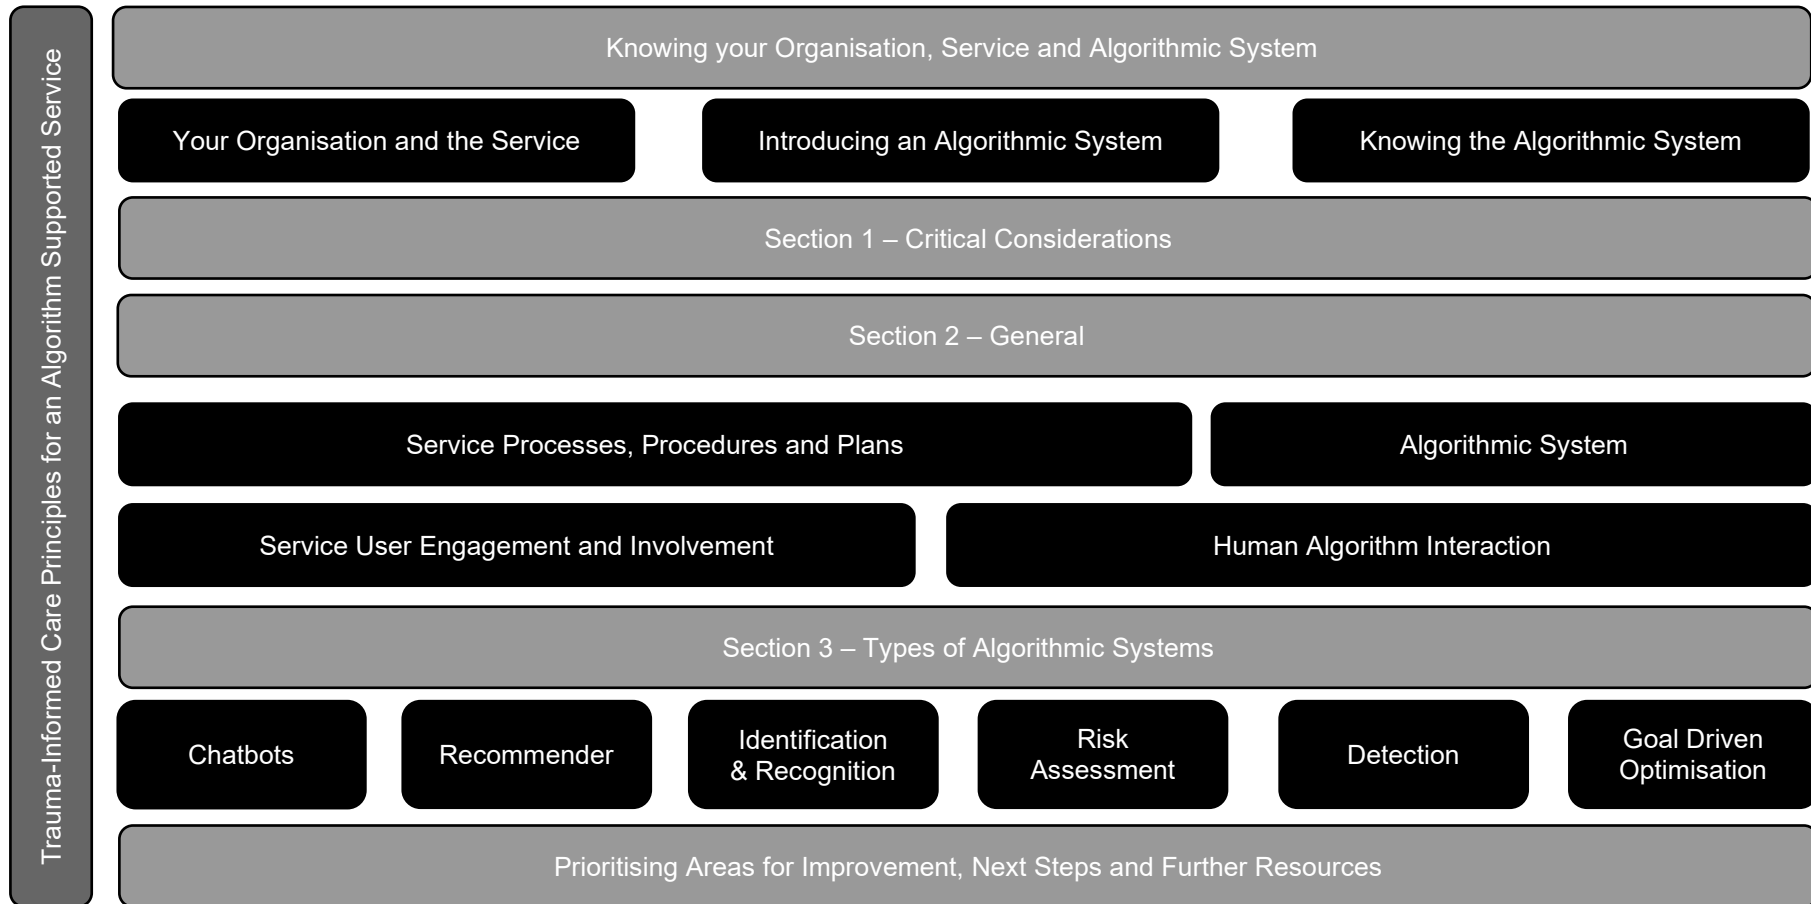 Trauma-Informed Care Principles for an Algorithm Supported Service
Knowing your Organisation, Service and Algorithmic System
Your Organisation and the Service
Introducing an Algorithmic System
Knowing the Algorithmic System
Section 1 – Critical Considerations
Section 2 – General
Service Processes, Procedures and Plans
Algorithmic System
Service User Engagement and Involvement
Human Algorithm Interaction
Section 3 – Types of Algorithmic Systems
Chatbots
Recommender
Identification
& Recognition
Risk
Assessment
Detection
Goal Driven
Optimisation
Prioritising Areas for Improvement, Next Steps and Further Resources